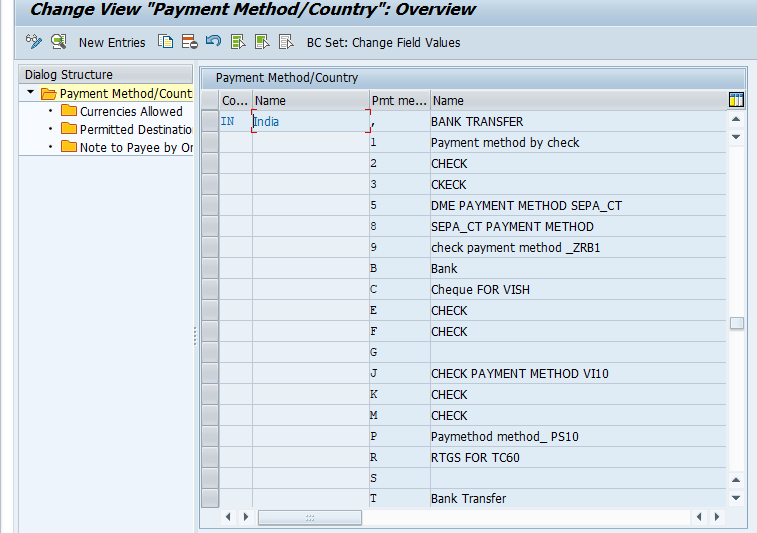 Change View "Payment Method/Country": Overview
New Entries BC Set: Change Field Values
Dialog Structure
Payment Method/Count
Currencies Allowed
Permitted Destinatio
Note to Payee by Or
Payment Method/Country
Co... Name Pmt me... Name
IN India , BANK TRANSFER
1 Payment method by check
2 CHECK
3 CKECK
5 DME PAYMENT METHOD SEPA_CT
8 SEPA_CT PAYMENT METHOD
9 check payment method _ZRB1
B Bank
C Cheque FOR VISH
E CHECK
F CHECK
G
J CHECK PAYMENT METHOD VI10
K CHECK
M CHECK
P Paymethod method_ PS10
R RTGS FOR TC60
S
T Bank Transfer